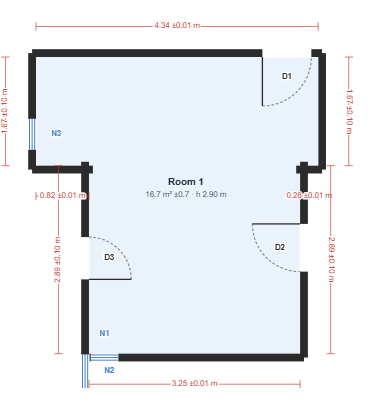 4.34 ±0.01 m
D1
1.67 ±0.10 m
1.67 ±0.10 m
N3
Room 1
16.7 m² ±0.7 · h 2.90 m
0.82 ±0.01 m
0.28 ±0.01 m
D2
D3
2.89 ±0.10 m
2.89 ±0.10 m
N1
N2
3.25 ±0.01 m